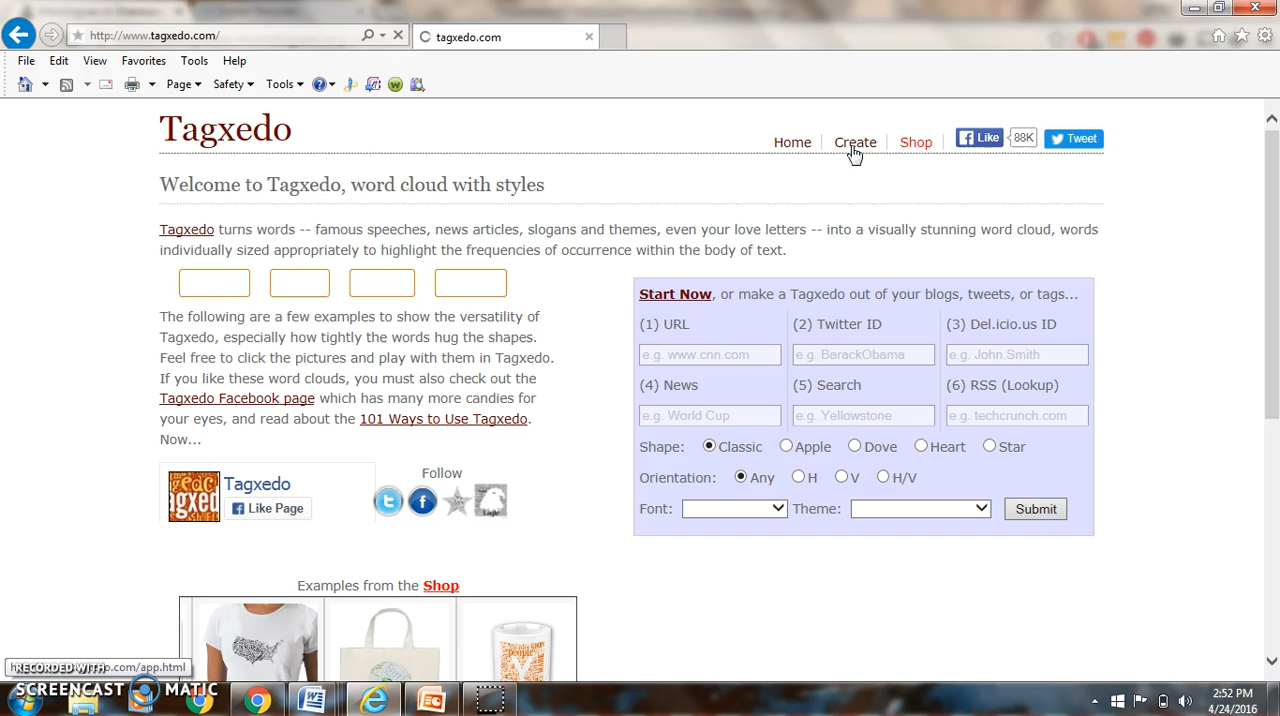 http://www.tagxedo.com/
tagxedo.com
File Edit View Favorites Tools Help
Page Safety Tools
Tagxedo
Home Create Shop Like 88K Tweet
Welcome to Tagxedo, word cloud with styles
Tagxedo turns words -- famous speeches, news articles, slogans and themes, even your love letters -- into a visually stunning word cloud, words
individually sized appropriately to highlight the frequencies of occurrence within the body of text.
The following are a few examples to show the versatility of
Tagxedo, especially how tightly the words hug the shapes.
Feel free to click the pictures and play with them in Tagxedo.
If you like these word clouds, you must also check out the
Tagxedo Facebook page which has many more candies for
your eyes, and read about the 101 Ways to Use Tagxedo.
Now...
Tagxedo
Like Page
Follow
Start Now, or make a Tagxedo out of your blogs, tweets, or tags...
(1) URL (2) Twitter ID (3) Del.icio.us ID
e.g. www.cnn.com e.g. BarackObama e.g. John.Smith
(4) News (5) Search (6) RSS (Lookup)
e.g. World Cup e.g. Yellowstone e.g. techcrunch.com
Shape: Classic Apple Dove Heart Star
Orientation: Any H V H/V
Font: Theme: Submit
Examples from the Shop
people
.com/app.html
RECORDED WITH
SCREENCAST MATIC
2:52 PM
4/24/2016